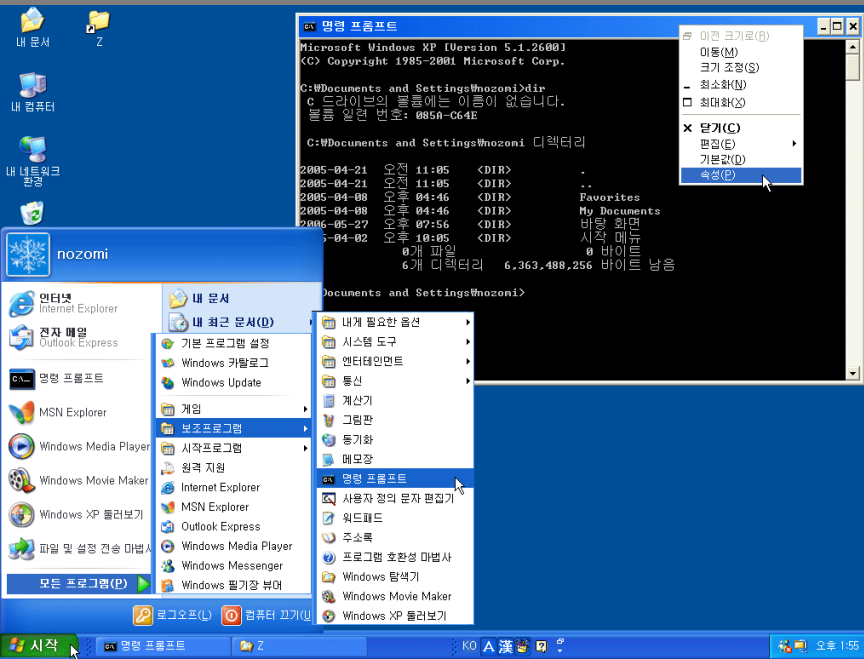 내 문서
Z
내 컴퓨터
내 네트워크
환경
명령 프롬프트
Microsoft Windows XP [Version 5.1.2600]
(C) Copyright 1985-2001 Microsoft Corp.
C:₩Documents and Settings₩nozomi>dir
C 드라이브의 볼륨에는 이름이 없습니다.
볼륨 일련 번호: 085A-C64E
C:₩Documents and Settings₩nozomi 디렉터리
2005-04-21 오전 11:05 <DIR> .
2005-04-21 오전 11:05 <DIR> ..
2005-04-08 오후 04:46 <DIR> Favorites
2005-04-08 오후 04:46 <DIR> My Documents
2006-05-27 오후 07:56 <DIR> 바탕 화면
5-04-02 오후 10:05 <DIR> 시작 메뉴
0개 파일 0 바이트
6개 디렉터리 6,363,488,256 바이트 남음
Documents and Settings₩nozomi>
이전 크기로(R)
이동(M)
크기 조정(S)
최소화(N)
최대화(X)
닫기(C)
편집(E)
기본값(D)
속성(P)
nozomi
인터넷
Internet Explorer
전자 메일
Outlook Express
명령 프롬프트
MSN Explorer
Windows Media Player
Windows Movie Maker
Windows XP 둘러보기
파일 및 설정 전송 마법사
모든 프로그램(P)
내 문서
내 최근 문서(D)
기본 프로그램 설정
Windows 카탈로그
Windows Update
게임
보조프로그램
시작프로그램
원격 지원
Internet Explorer
MSN Explorer
Outlook Express
Windows Media Player
Windows Messenger
Windows 필기장 뷰어
내게 필요한 옵션
시스템 도구
엔터테인먼트
통신
계산기
그림판
동기화
메모장
명령 프롬프트
사용자 정의 문자 편집기
워드패드
주소록
프로그램 호환성 마법사
Windows 탐색기
Windows Movie Maker
Windows XP 둘러보기
로그오프(L)
컴퓨터 끄기(U
시작
명령 프롬프트
Z
KO A 漢
오후 1:55